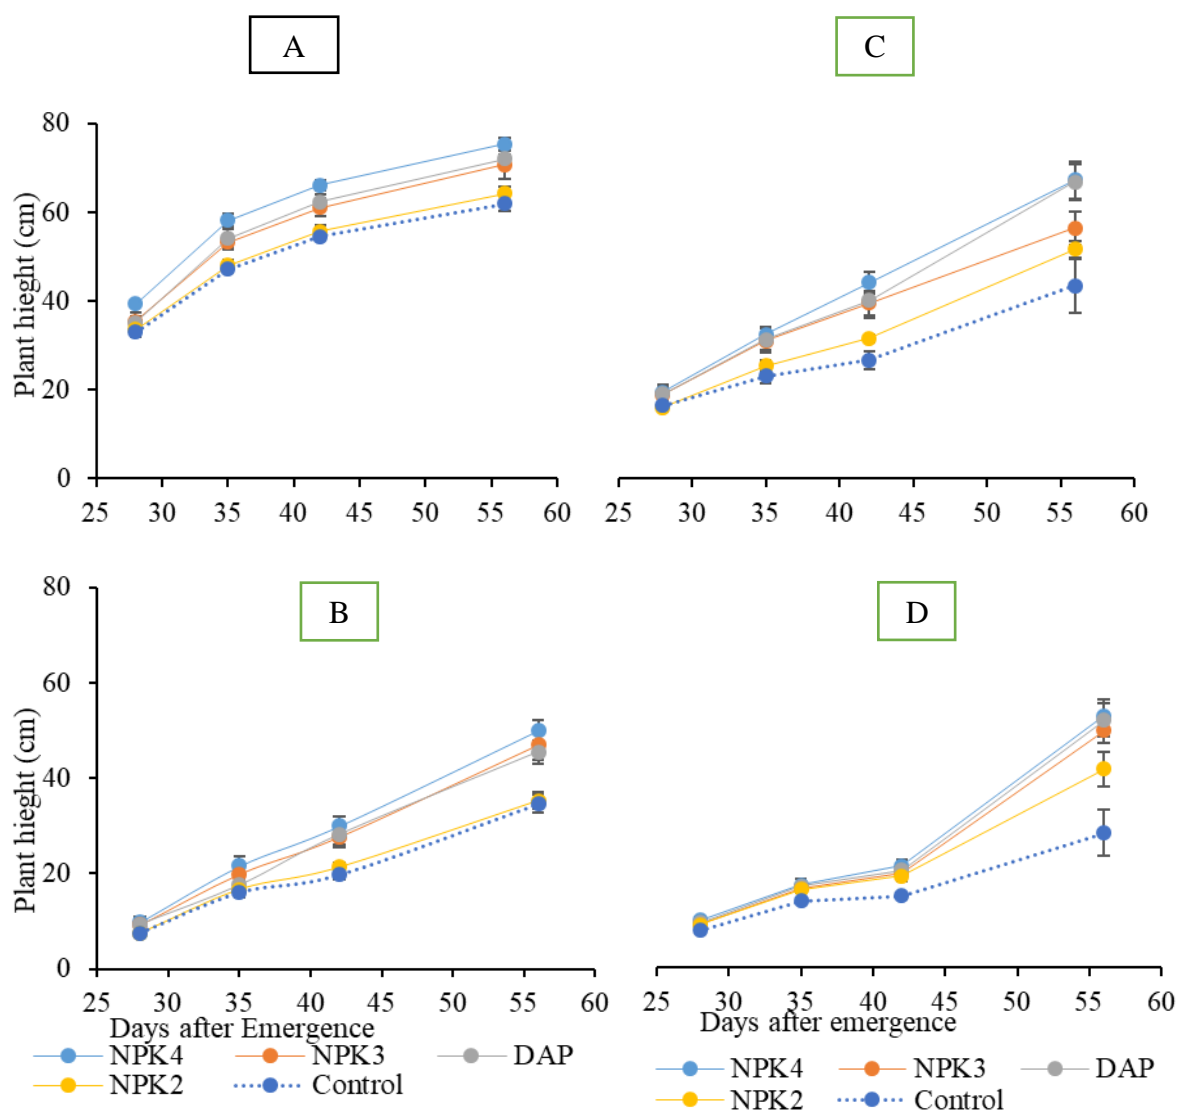 A
C
Plant hieght (cm)
80
60
40
20
0
25 30 35 40 45 50 55 60
25 30 35 40 45 50 55 60
B
D
Plant hieght (cm)
80
60
40
20
0
25 30 35 40 45 50 55 60
25 30 35 40 45 50 55 60
Days after Emergence
Days after emergence
NPK4 NPK3 DAP
NPK2 Control
NPK4 NPK3 DAP
NPK2 Control